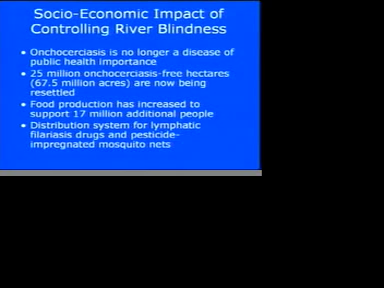 Socio-Economic Impact of
Controlling River Blindness
• Onchocerciasis is no longer a disease of
public health importance
• 25 million onchocerciasis-free hectares
(67.5 million acres) are now being
resettled
• Food production has increased to
support 17 million additional people
• Distribution system for lymphatic
filariasis drugs and pesticide-
impregnated mosquito nets